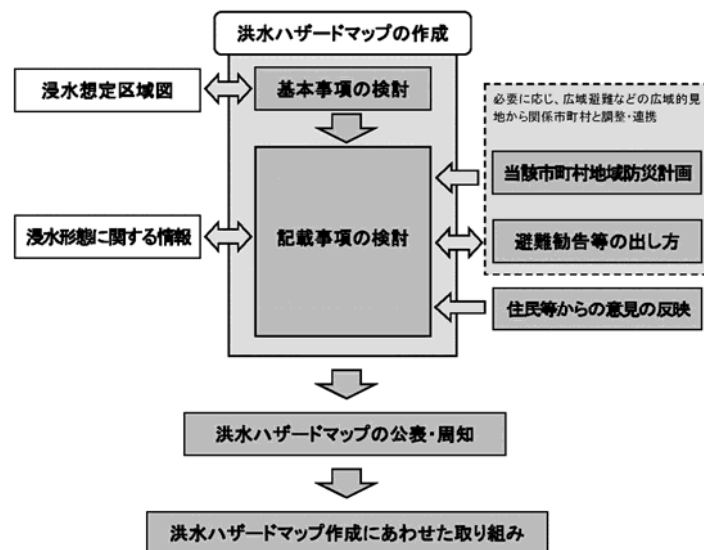 洪水ハザードマップの作成
浸水想定区域図
基本事項の検討
必要に応じ、広域避難などの広域的見
地から関係市町村と調整・連携
当該市町村地域防災計画
浸水形態に関する情報
記載事項の検討
避難勧告等の出し方
住民等からの意見の反映
洪水ハザードマップの公表・周知
洪水ハザードマップ作成にあわせた取り組み